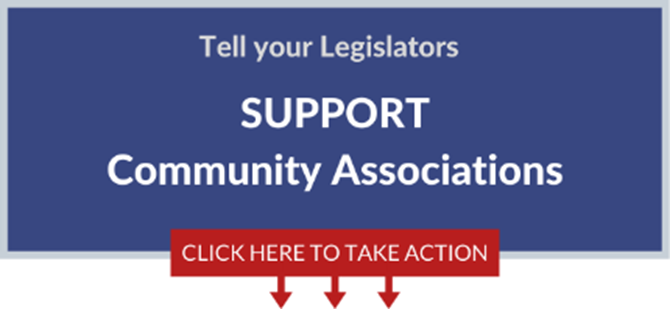 Tell your Legislators
SUPPORT
Community Associations
CLICK HERE TO TAKE ACTION